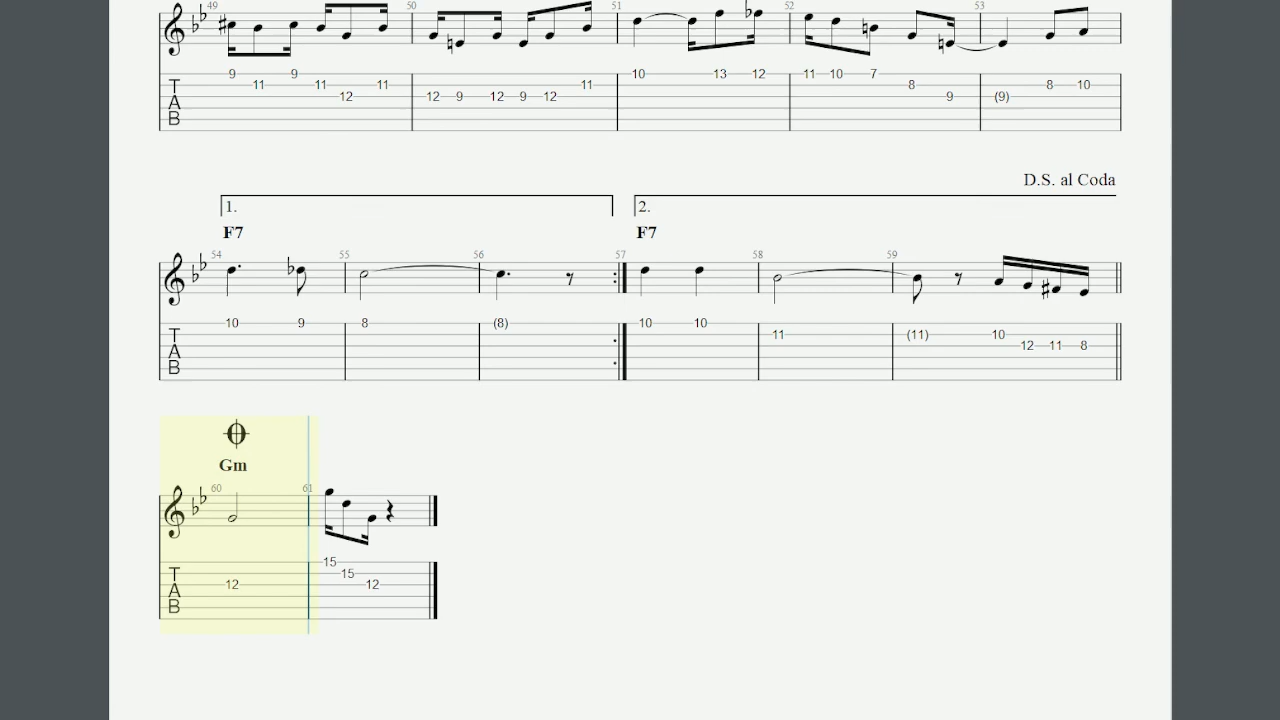 49 50 51 52 53
9 11 9 11 12 11 12 9 12 9 12 11 10 13 12 11 10 7 8 9 (9) 8 10
T
A
B
D.S. al Coda
1. 2.
F7 F7
54 55 56 57 58 59
10 9 8 (8) 10 10 11 (11) 10 12 11 8
T
A
B
Gm
60 61
12 15 15 12
T
A
B